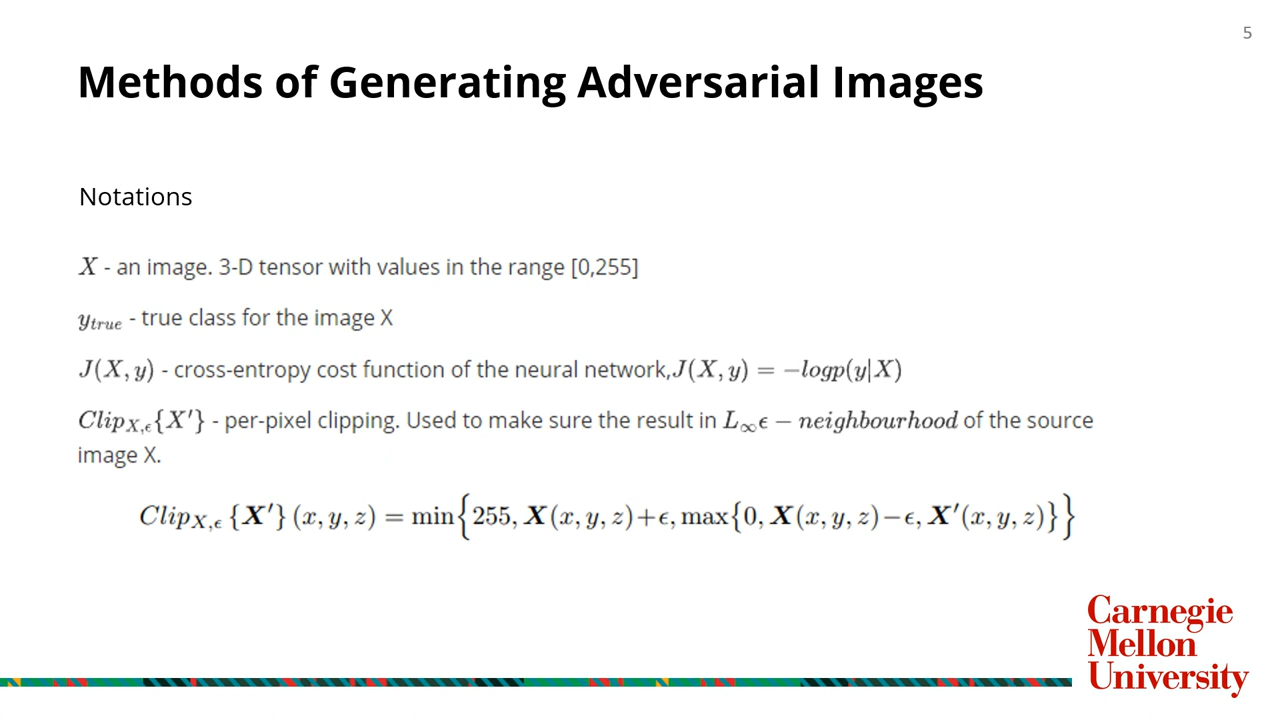 5
Methods of Generating Adversarial Images
Notations
X - an image. 3-D tensor with values in the range [0,255]
y_{true} - true class for the image X
J(X, y) - cross-entropy cost function of the neural network,J(X, y) = −logp(y|X)
Clip_{X,ϵ}{X′} - per-pixel clipping. Used to make sure the result in L_∞ϵ − neighbourhood of the source
image X.
Clip_{X,ϵ} {X′} (x, y, z) = min{255, X(x, y, z)+ϵ, max{0, X(x, y, z)−ϵ, X′(x, y, z)}}
Carnegie
Mellon
University